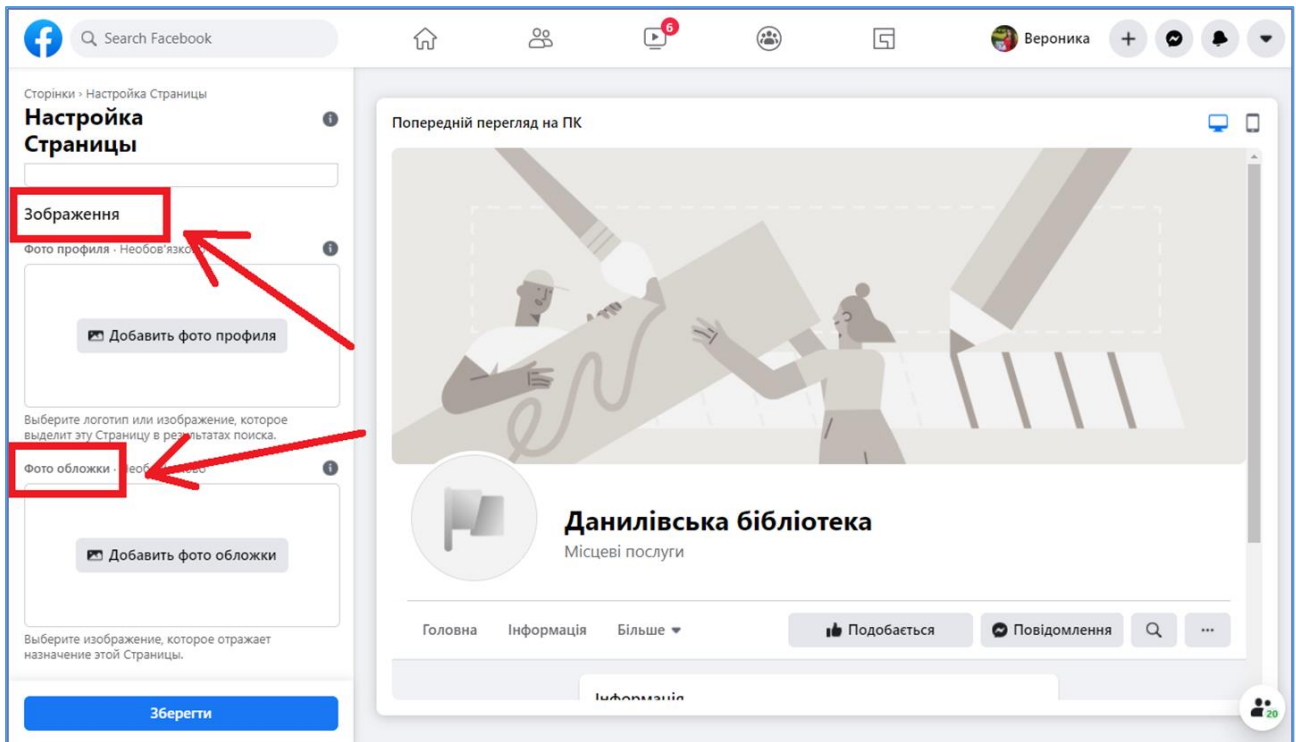 Search Facebook
6
Вероника
Сторінки › Настройка Страницы
Настройка
Страницы
Зображення
Фото профиля ·
Добавить фото профиля
Выберите логотип или изображение, которое
выделит эту Страницу в результатах поиска.
Фото обложки ·
Добавить фото обложки
Выберите изображение, которое отражает
назначение этой Страницы.
Зберегти
Попередній перегляд на ПК
Данилівська бібліотека
Місцеві послуги
Головна Інформація Більше
Подобається Повідомлення
Інформація
20